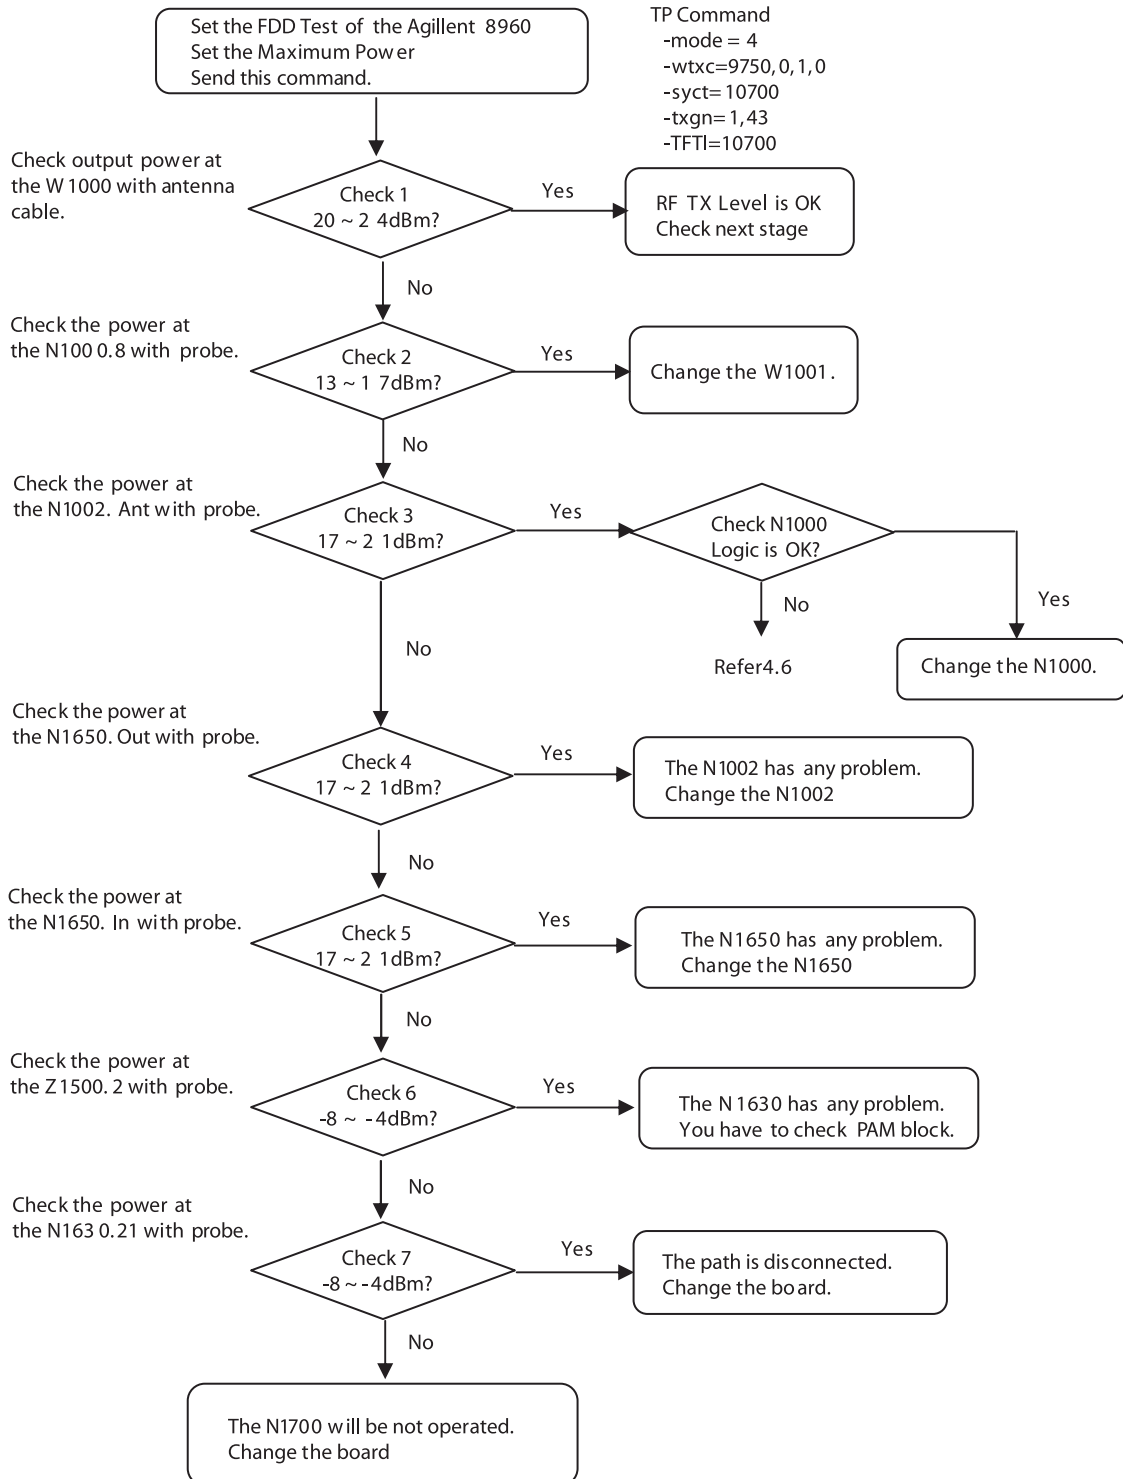 Set the FDD Test of the Agillent 8960
Set the Maximum Power
Send this command.
TP Command
-mode = 4
-wtxc=9750,0,1,0
-syct=10700
-txgn=1,43
-TFTl=10700
Check output power at
the W1000 with antenna
cable.
Check 1
20 ~ 2 4dBm?
Yes
RF TX Level is OK
Check next stage
No
Check the power at
the N100 0.8 with probe.
Check 2
13 ~ 1 7dBm?
Yes
Change the W1001.
No
Check the power at
the N1002. Ant with probe.
Check 3
17 ~ 2 1dBm?
Yes
Check N1000
Logic is OK?
No
Refer4.6
Yes
Change the N1000.
No
Check the power at
the N1650. Out with probe.
Check 4
17 ~ 2 1dBm?
Yes
The N1002 has any problem.
Change the N1002
No
Check the power at
the N1650. In with probe.
Check 5
17 ~ 2 1dBm?
Yes
The N1650 has any problem.
Change the N1650
No
Check the power at
the Z1500. 2 with probe.
Check 6
-8 ~ -4dBm?
Yes
The N1630 has any problem.
You have to check PAM block.
No
Check the power at
the N163 0.21 with probe.
Check 7
-8 ~ -4dBm?
Yes
The path is disconnected.
Change the board.
No
The N1700 will be not operated.
Change the board